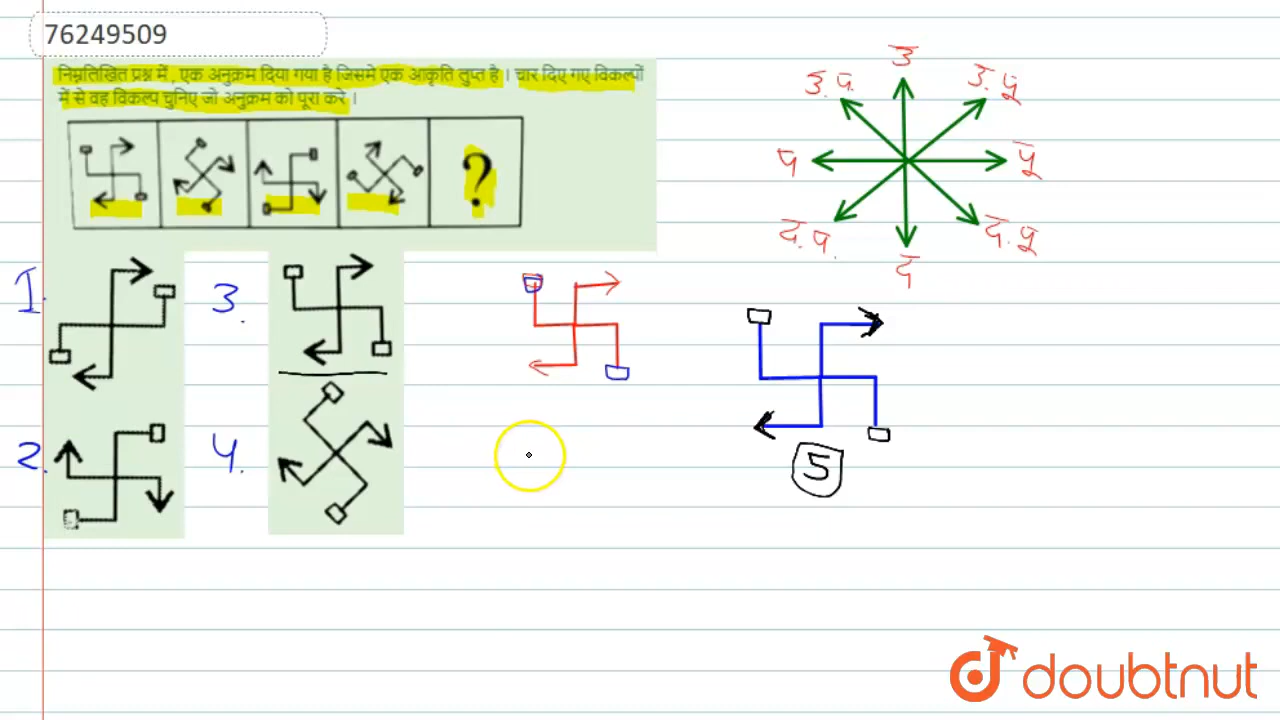 76249509
निम्नलिखित प्रश्न में , एक अनुक्रम दिया गया है जिसमे एक आकृति लुप्त है । चार दिए गए विकल्पों
में से वह विकल्प चुनिए जो अनुक्रम को पूरा करे ।
?
उ
उ.प. उ.पू
प पू
द.प. द.पू
द
1. 3.
2. 4.
5
doubtnut